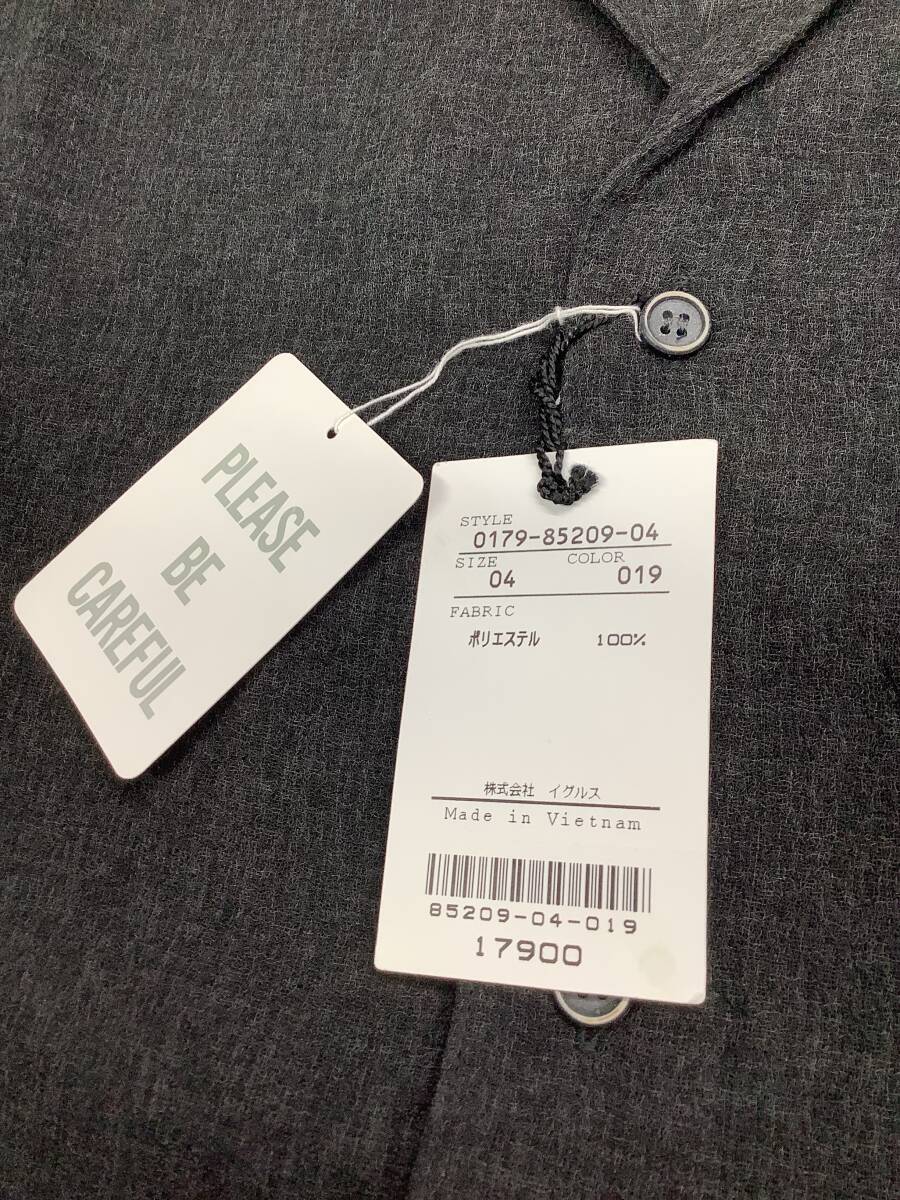 PLEASE
BE
CAREFUL
STYLE
0179-85209-04
SIZE COLOR
04 019
FABRIC
ポリエステル 100%
株式会社 イグルス
Made in Vietnam
85209-04-019
17900